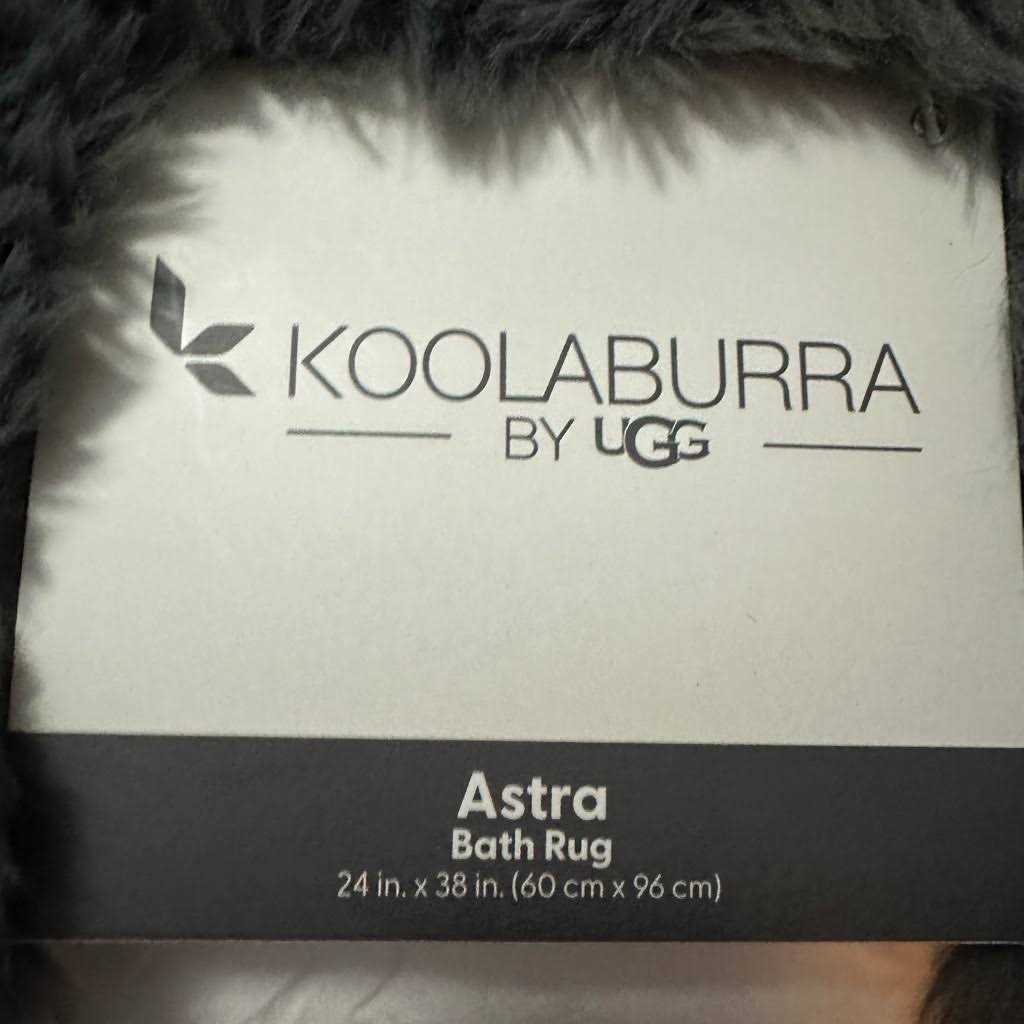 KOOLABURRA
BY UGG
Astra
Bath Rug
24 in. x 38 in. (60 cm x 96 cm)